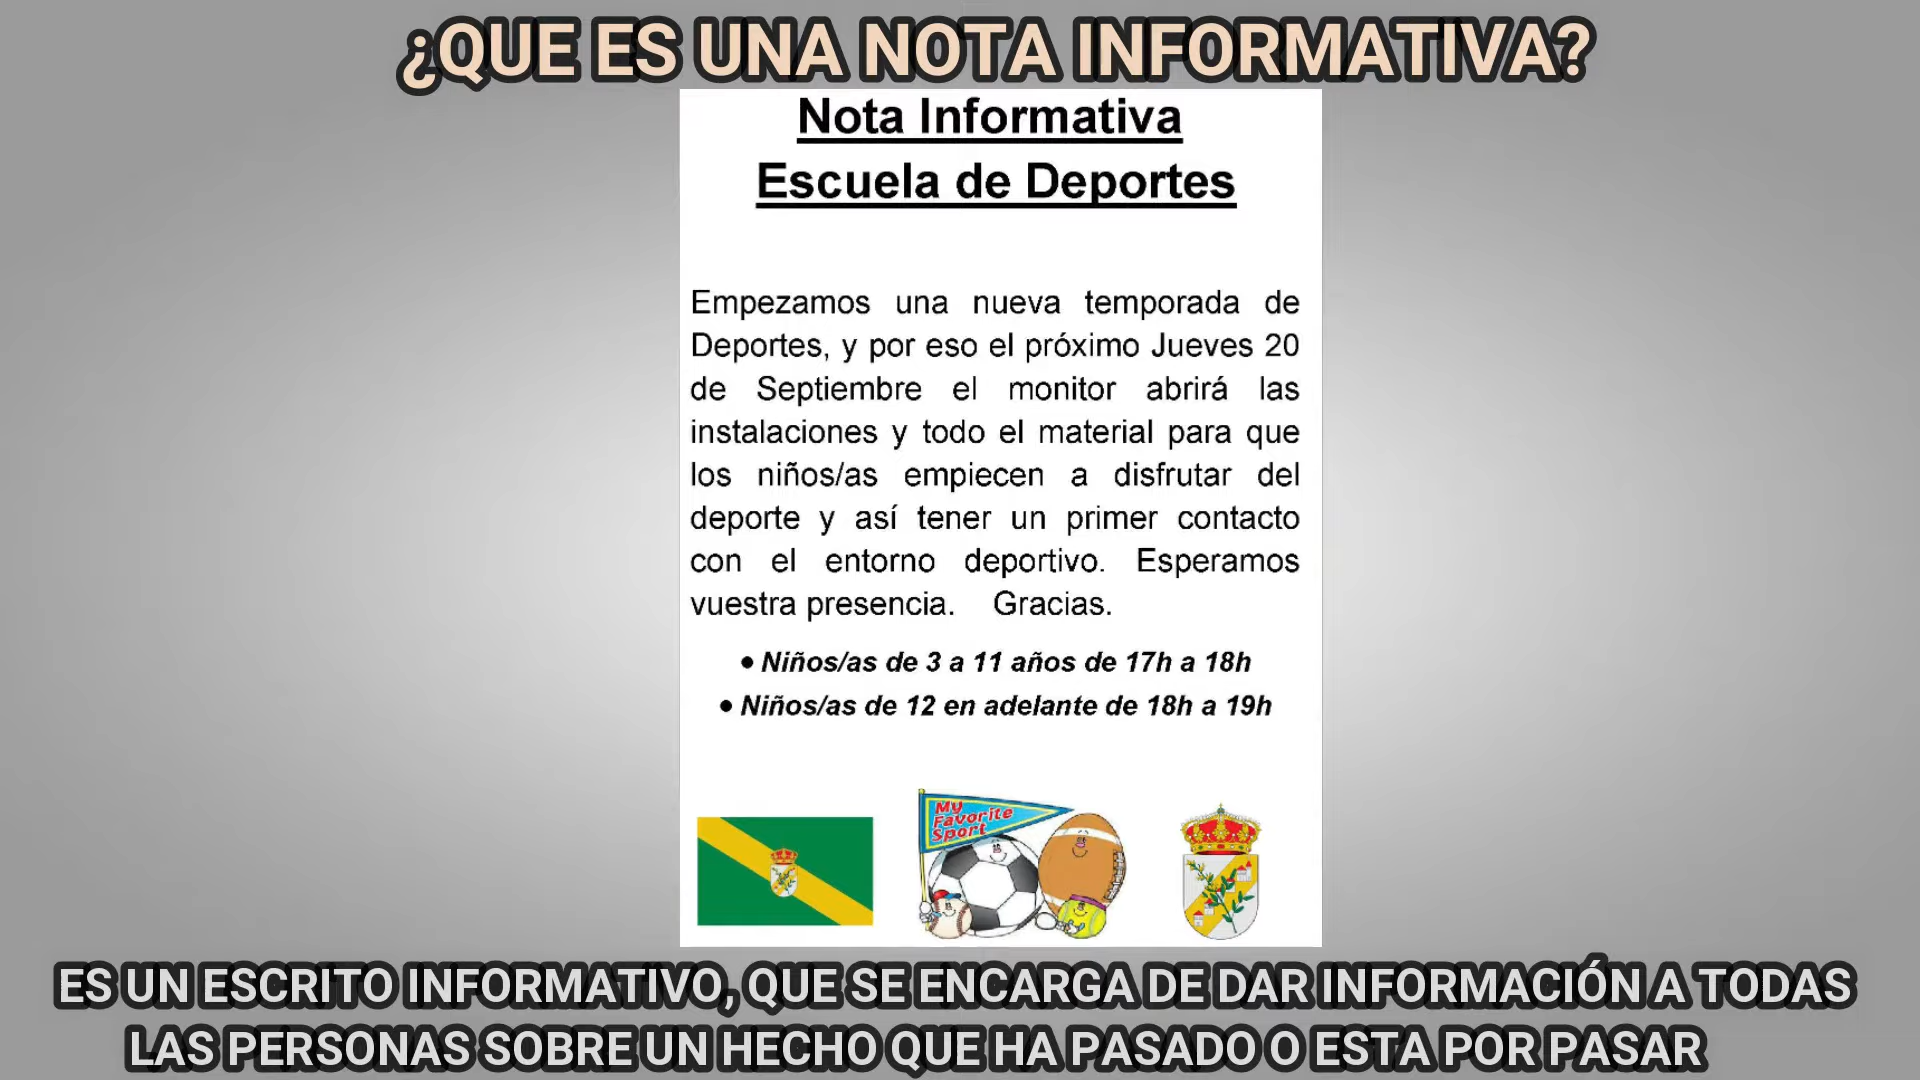 ¿QUE ES UNA NOTA INFORMATIVA?
Nota Informativa
Escuela de Deportes
Empezamos una nueva temporada de
Deportes, y por eso el próximo Jueves 20
de Septiembre el monitor abrirá las
instalaciones y todo el material para que
los niños/as empiecen a disfrutar del
deporte y así tener un primer contacto
con el entorno deportivo. Esperamos
vuestra presencia. Gracias.
• Niños/as de 3 a 11 años de 17h a 18h
• Niños/as de 12 en adelante de 18h a 19h
My
Favorite
Sport
ES UN ESCRITO INFORMATIVO, QUE SE ENCARGA DE DAR INFORMACIÓN A TODAS
LAS PERSONAS SOBRE UN HECHO QUE HA PASADO O ESTA POR PASAR